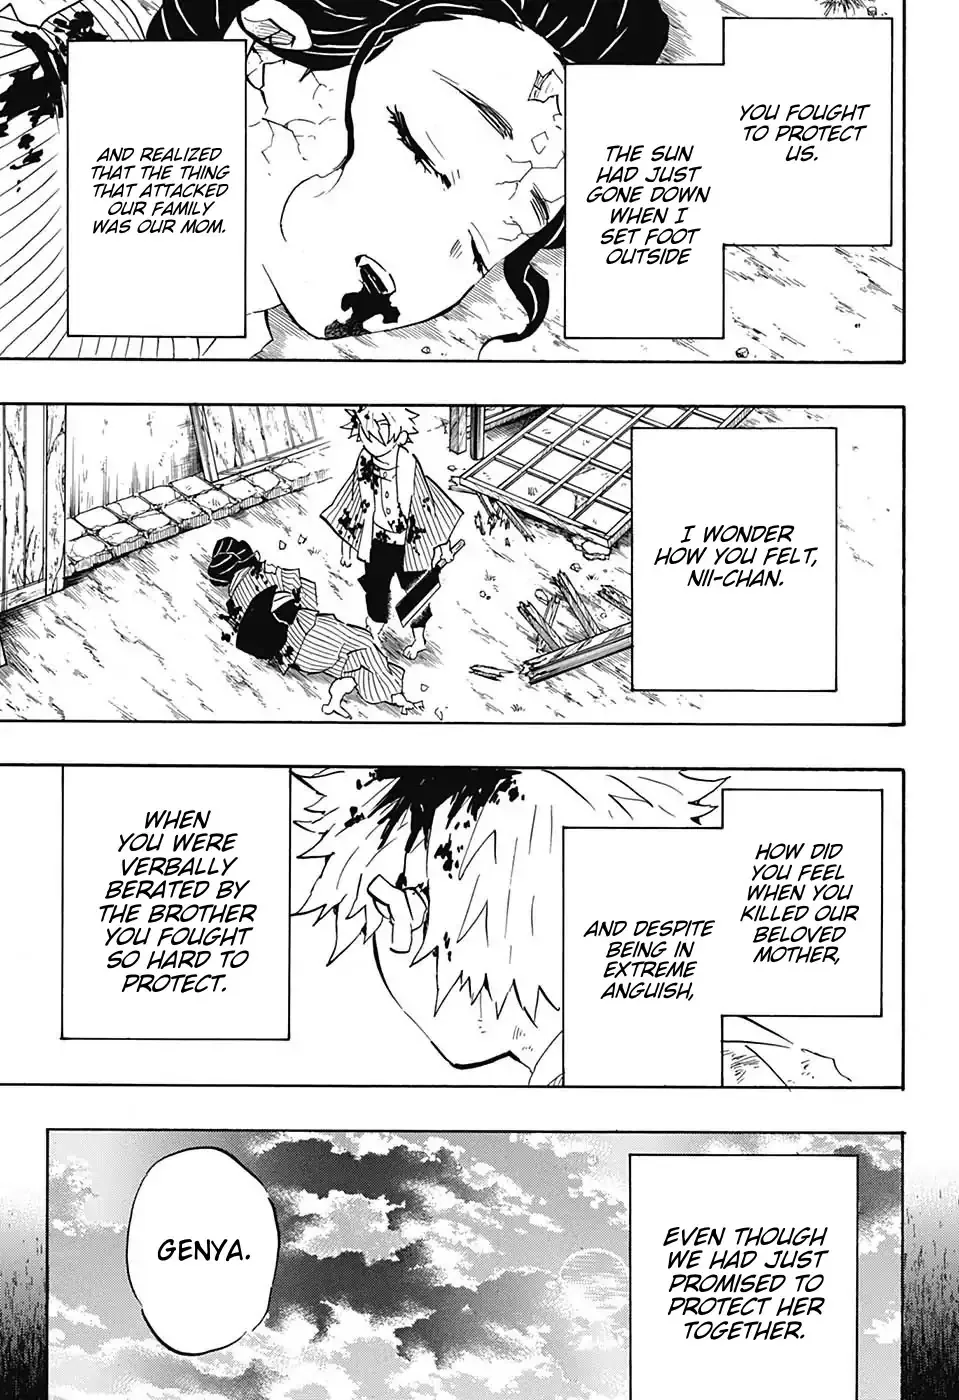 YOU FOUGHT
TO PROTECT
US.
THE SUN
HAD JUST
GONE DOWN
WHEN I
SET FOOT
OUTSIDE
AND REALIZED
THAT THE THING
THAT ATTACKED
OUR FAMILY
WAS OUR MOM.
I WONDER
HOW YOU FELT,
NII-CHAN.
HOW DID
YOU FEEL
WHEN YOU
KILLED OUR
BELOVED
MOTHER,
AND DESPITE
BEING IN
EXTREME
ANGUISH,
WHEN
YOU WERE
VERBALLY
BERATED BY
THE BROTHER
YOU FOUGHT
SO HARD TO
PROTECT.
EVEN THOUGH
WE HAD JUST
PROMISED TO
PROTECT HER
TOGETHER.
GENYA.